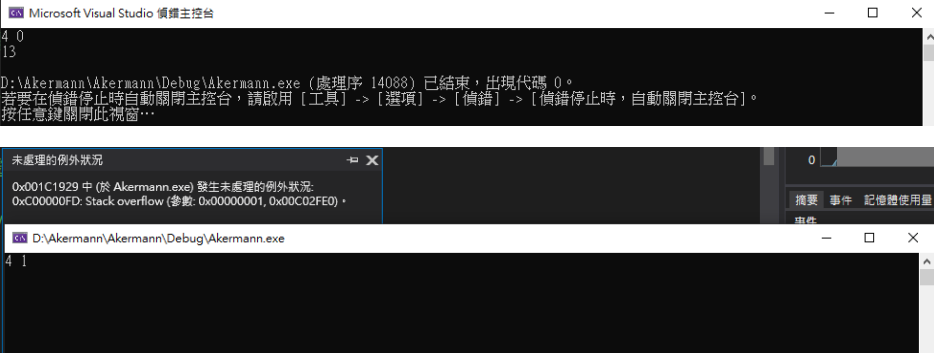 Microsoft Visual Studio 偵錯主控台
4 0
13
D:\Akermann\Akermann\Debug\Akermann.exe (處理序 14088) 已結束，出現代碼 0。
若要在偵錯停止時自動關閉主控台，請啟用 [工具] -> [選項] -> [偵錯] -> [偵錯停止時，自動關閉主控台]。
按任意鍵關閉此視窗…
未處理的例外狀況
0x001C1929 中 (於 Akermann.exe) 發生未處理的例外狀況:
0xC00000FD: Stack overflow (參數: 0x00000001, 0x00C02FE0)。
0
摘要 事件 記憶體使用量
事件
D:\Akermann\Akermann\Debug\Akermann.exe
4 1